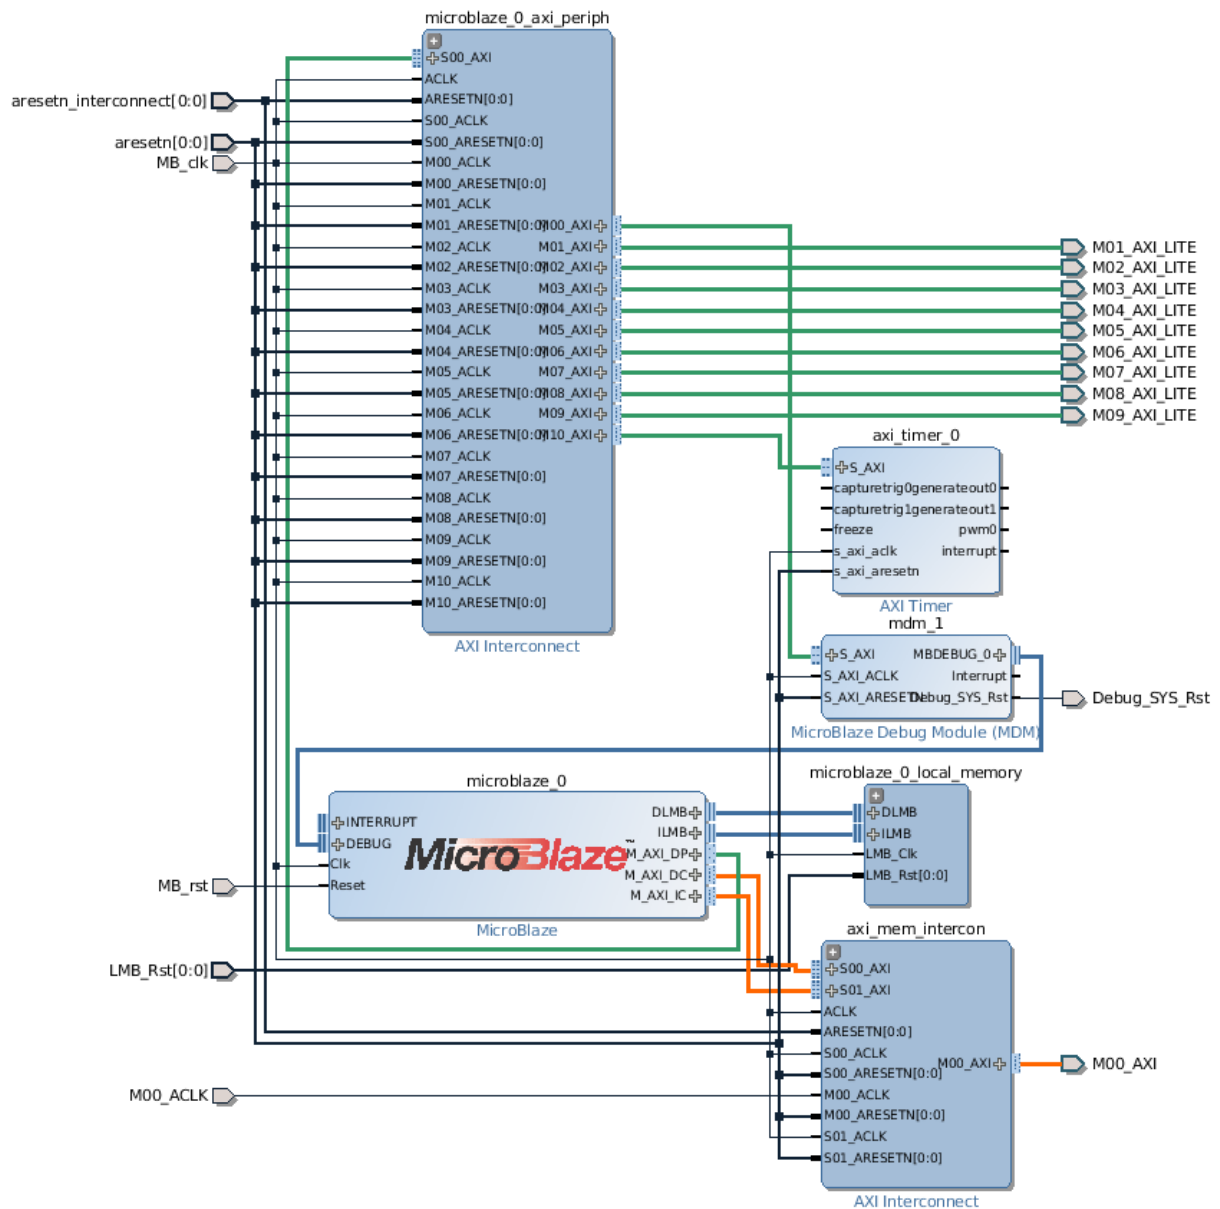 microblaze_0_axi_periph
S00_AXI
ACLK
aresetn_interconnect[0:0]
ARESETN[0:0]
S00_ACLK
aresetn[0:0]
S00_ARESETN[0:0]
MB_clk
M00_ACLK
M00_ARESETN[0:0]
M01_ACLK
M01_ARESETN[0:0]
M00_AXI
M02_ACLK
M01_AXI
M01_AXI_LITE
M02_ARESETN[0:0]
M02_AXI
M02_AXI_LITE
M03_ACLK
M03_AXI
M03_AXI_LITE
M03_ARESETN[0:0]
M04_AXI
M04_AXI_LITE
M04_ACLK
M05_AXI
M05_AXI_LITE
M04_ARESETN[0:0]
M06_AXI
M06_AXI_LITE
M05_ACLK
M07_AXI
M07_AXI_LITE
M05_ARESETN[0:0]
M08_AXI
M08_AXI_LITE
M06_ACLK
M09_AXI
M09_AXI_LITE
M06_ARESETN[0:0]
M10_AXI
M07_ACLK
M07_ARESETN[0:0]
M08_ACLK
M08_ARESETN[0:0]
M09_ACLK
M09_ARESETN[0:0]
M10_ACLK
M10_ARESETN[0:0]
AXI Interconnect
axi_timer_0
S_AXI
capturetrig0
generateout0
capturetrig1
generateout1
freeze
pwm0
s_axi_aclk
interrupt
s_axi_aresetn
AXI Timer
mdm_1
S_AXI
MBDEBUG_0
S_AXI_ACLK
Interrupt
S_AXI_ARESETN
Debug_SYS_Rst
Debug_SYS_Rst
MicroBlaze Debug Module (MDM)
microblaze_0
INTERRUPT
DEBUG
Clk
MB_rst
Reset
MicroBlaze
™
DLMB
ILMB
M_AXI_DP
M_AXI_DC
M_AXI_IC
MicroBlaze
microblaze_0_local_memory
DLMB
ILMB
LMB_Clk
LMB_Rst[0:0]
axi_mem_intercon
LMB_Rst[0:0]
S00_AXI
S01_AXI
ACLK
ARESETN[0:0]
S00_ACLK
M00_AXI
M00_AXI
S00_ARESETN[0:0]
M00_ACLK
M00_ACLK
M00_ARESETN[0:0]
S01_ACLK
S01_ARESETN[0:0]
AXI Interconnect